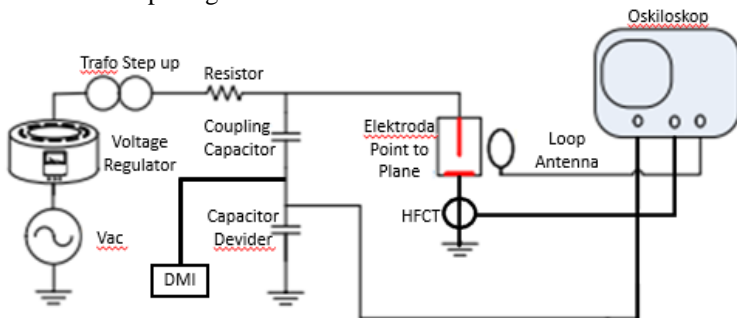 Oskiloskop
Trafo Step up
Resistor
Voltage
Regulator
Coupling
Capacitor
Elektroda
Point to
Plane
Loop
Antenna
Vac
Capacitor
Devider
HFCT
DMI